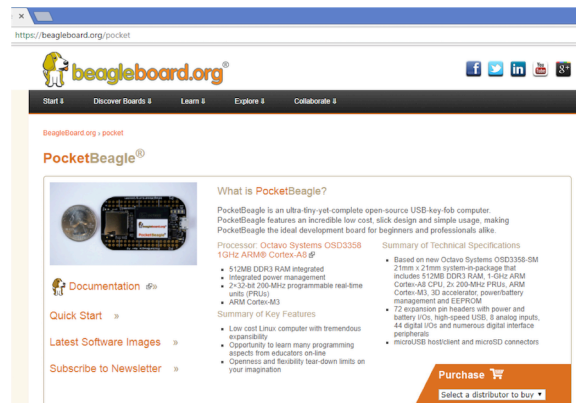 https://beagleboard.org/pocket
beagleboard.org®
Start ⇓ Discover Boards ⇓ Learn ⇓ Explore ⇓ Collaborate ⇓
BeagleBoard.org › pocket
PocketBeagle®
What is PocketBeagle?
PocketBeagle is an ultra-tiny-yet-complete open-source USB-key-fob computer.
PocketBeagle features an incredible low cost, slick design and simple usage, making
PocketBeagle the ideal development board for beginners and professionals alike.
Processor: Octavo Systems OSD3358
1GHz ARM® Cortex-A8
512MB DDR3 RAM integrated
Integrated power management
2×32-bit 200-MHz programmable real-time
units (PRUs)
ARM Cortex-M3
Summary of Key Features
Low cost Linux computer with tremendous
expansibility
Opportunity to learn many programming
aspects from educators on-line
Openness and flexibility tear-down limits on
your imagination
Summary of Technical Specifications
Based on new Octavo Systems OSD3358-SM
21mm x 21mm system-in-package that
includes 512MB DDR3 RAM, 1-GHz ARM
Cortex-A8 CPU, 2x 200-MHz PRUs, ARM
Cortex-M3, 3D accelerator, power/battery
management and EEPROM
72 expansion pin headers with power and
battery I/Os, high-speed USB, 8 analog inputs,
44 digital I/Os and numerous digital interface
peripherals
microUSB host/client and microSD connectors
Documentation »
Quick Start »
Latest Software Images »
Subscribe to Newsletter »
Purchase
Select a distributor to buy